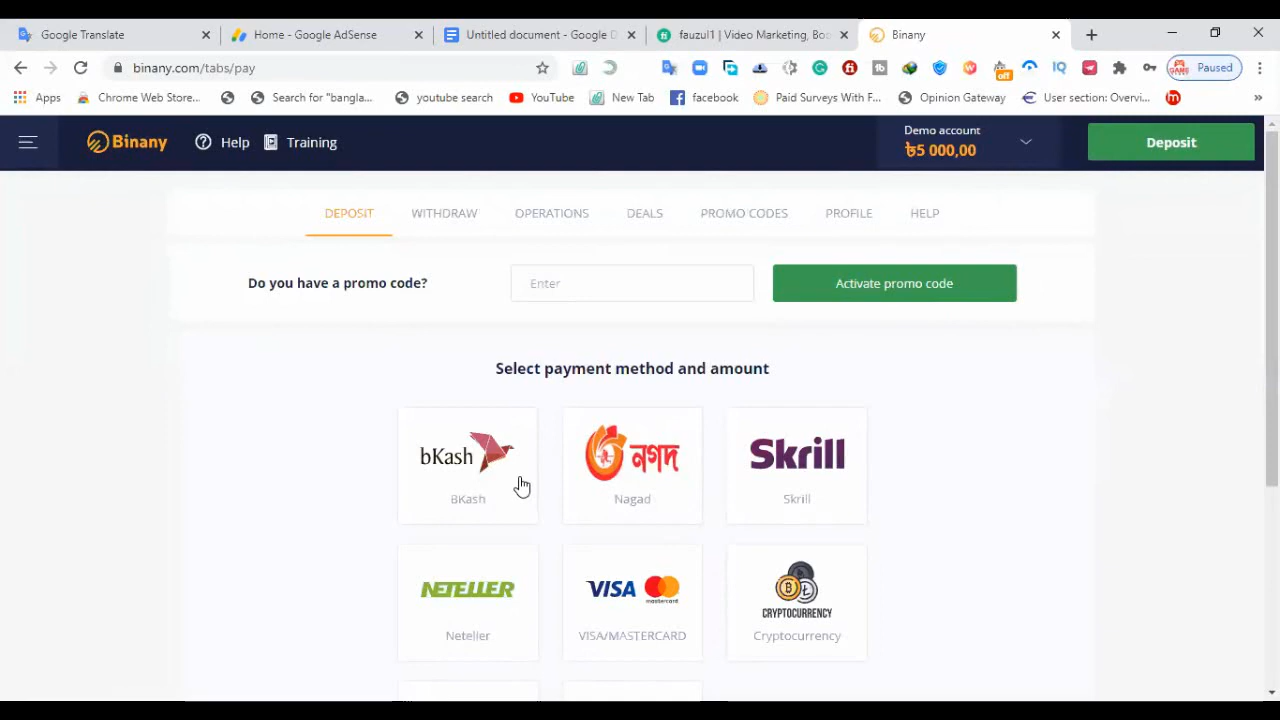 Google Translate
Home - Google AdSense
Untitled document - Google D
fauzul1 | Video Marketing, Boo
Binany
binany.com/tabs/pay
off
IQ
GAMING
Paused
Apps
Chrome Web Store...
Search for "bangla...
youtube search
YouTube
New Tab
facebook
Paid Surveys With F...
Opinion Gateway
User section: Overvi...
Binany
Help
Training
Demo account
৳5 000,00
Deposit
DEPOSIT
WITHDRAW
OPERATIONS
DEALS
PROMO CODES
PROFILE
HELP
Do you have a promo code?
Enter
Activate promo code
Select payment method and amount
bKash
নগদ
Skrill
BKash
Nagad
Skrill
NETELLER
VISA
mastercard
CRYPTOCURRENCY
Neteller
VISA/MASTERCARD
Cryptocurrency